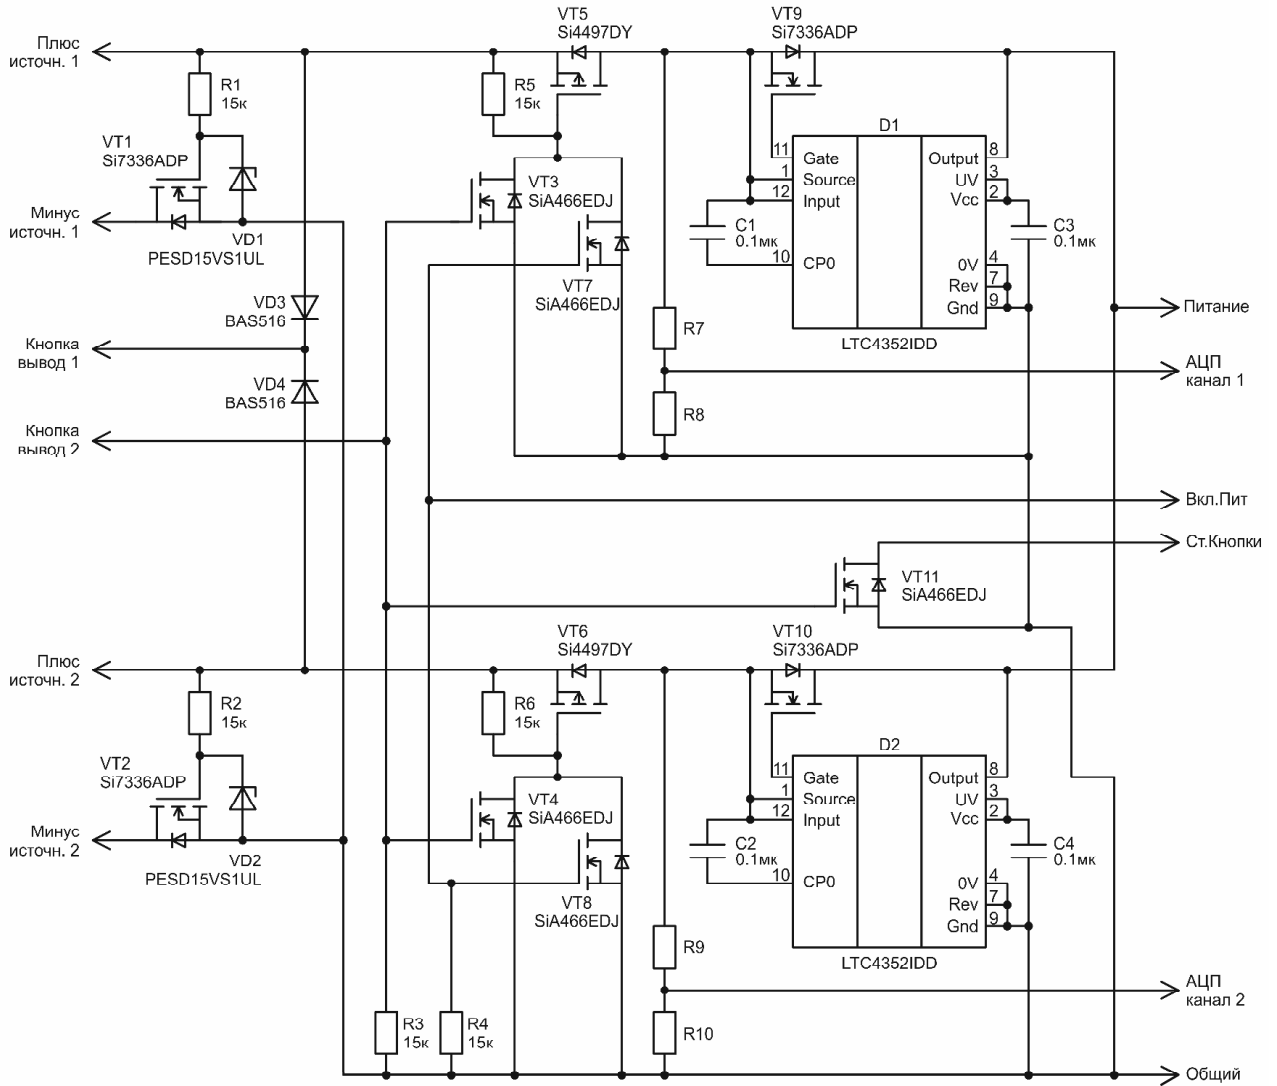 VT5
Si4497DY
VT9
Si7336ADP
Плюс
источн. 1
R1
15к
R5
15к
VT1
Si7336ADP
D1
11
Gate
1
Source
12
Input
10
CP0
Output
8
UV
3
Vcc
2
0V
4
Rev
7
Gnd
9
VT3
SiA466EDJ
Минус
источн. 1
VD1
PESD15VS1UL
C1
0.1мк
C3
0.1мк
VT7
SiA466EDJ
VD3
BAS516
R7
LTC4352IDD
Питание
Кнопка
вывод 1
АЦП
канал 1
VD4
BAS516
R8
Кнопка
вывод 2
Вкл.Пит
Ст.Кнопки
VT11
SiA466EDJ
VT6
Si4497DY
VT10
Si7336ADP
Плюс
источн. 2
R2
15к
R6
15к
VT2
Si7336ADP
D2
11
Gate
1
Source
12
Input
10
CP0
Output
8
UV
3
Vcc
2
0V
4
Rev
7
Gnd
9
VT4
SiA466EDJ
Минус
источн. 2
VD2
PESD15VS1UL
C2
0.1мк
C4
0.1мк
VT8
SiA466EDJ
R9
LTC4352IDD
АЦП
канал 2
R3
15к
R4
15к
R10
Общий